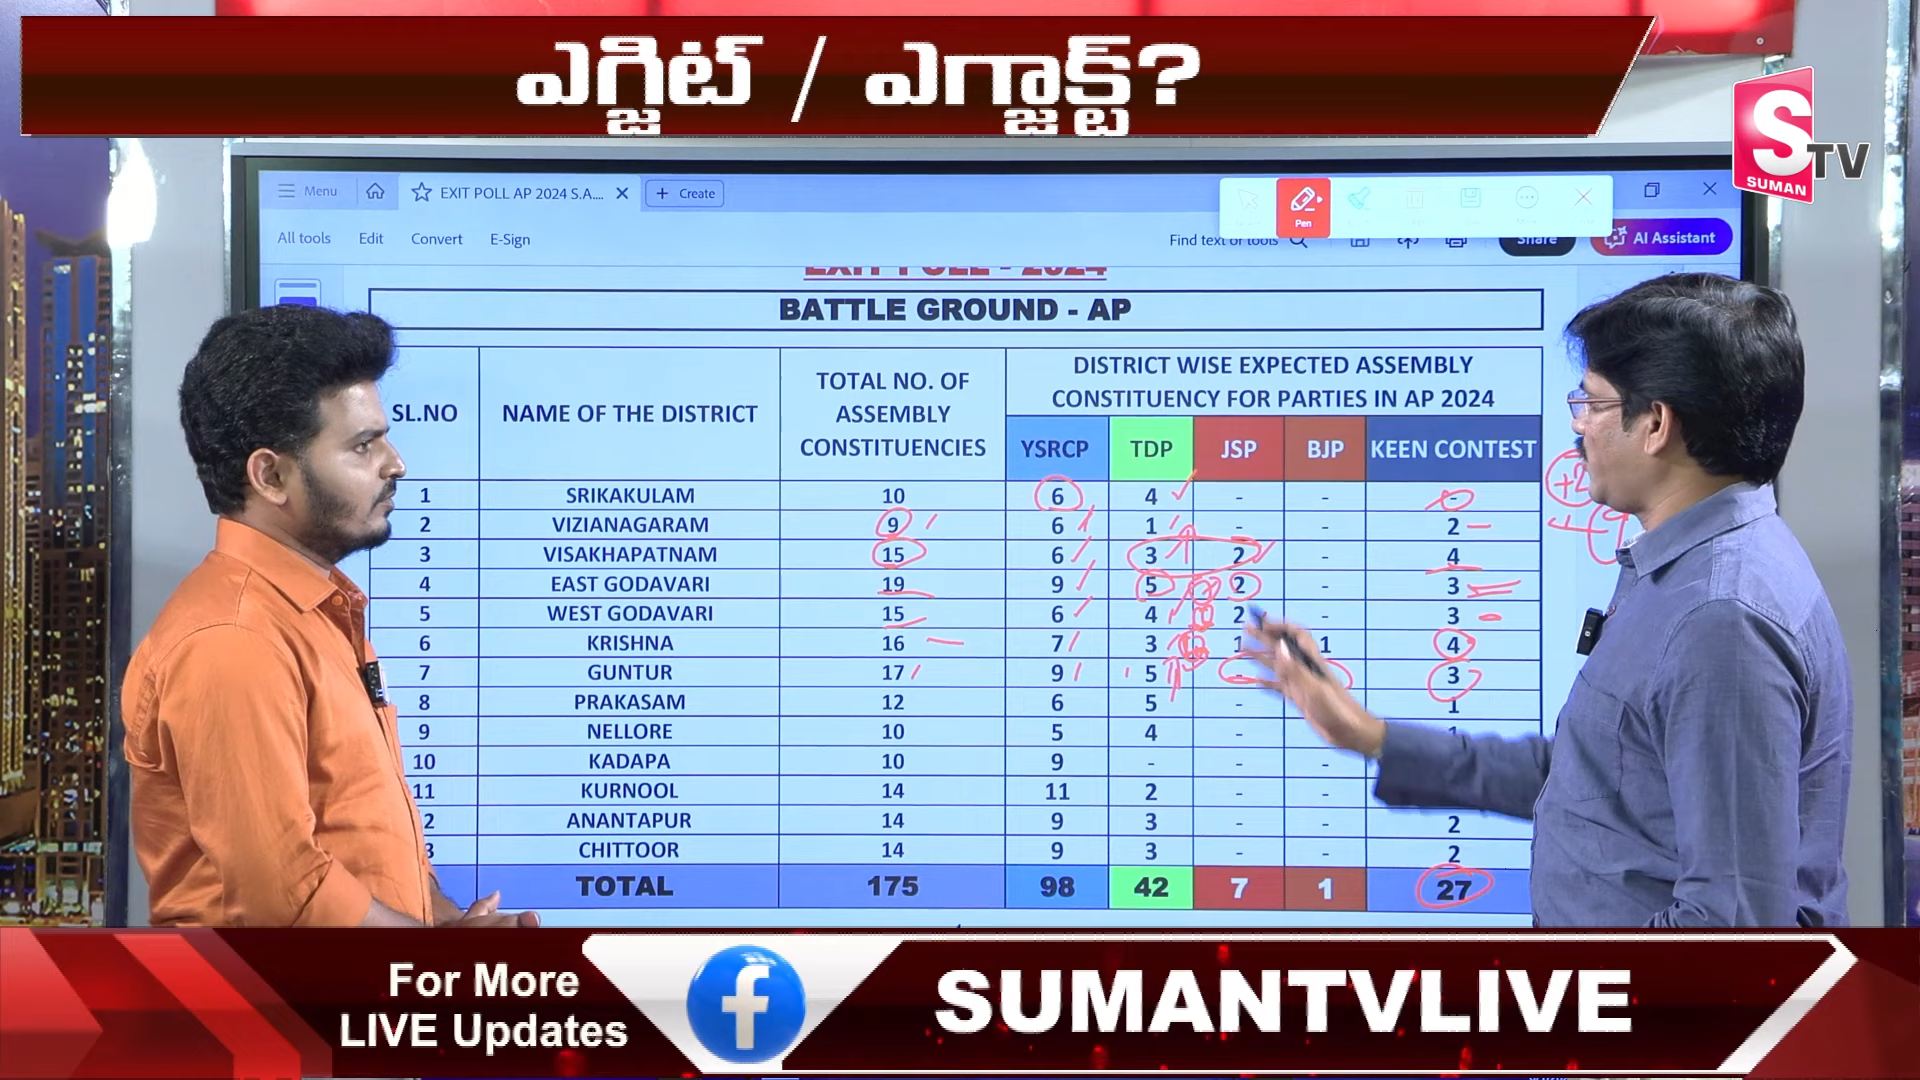 ఎగ్జిట్ / ఎగ్జాక్ట్?
S
SUMAN
TV
Menu
EXIT POLL AP 2024 S.A....
+ Create
Pen
All tools Edit Convert E-Sign
Find text or tools
Share
AI Assistant
EXIT POLL - 2024
BATTLE GROUND - AP
SL.NO NAME OF THE DISTRICT TOTAL NO. OF ASSEMBLY CONSTITUENCIES DISTRICT WISE EXPECTED ASSEMBLY CONSTITUENCY FOR PARTIES IN AP 2024
YSRCP TDP JSP BJP KEEN CONTEST
1 SRIKAKULAM 10 6 4 - - -
2 VIZIANAGARAM 9 6 1 - - 2
3 VISAKHAPATNAM 15 6 3 2 - 4
4 EAST GODAVARI 19 9 5 2 - 3
5 WEST GODAVARI 15 6 4 2 - 3
6 KRISHNA 16 7 3 1 1 4
7 GUNTUR 17 9 5 - 3
8 PRAKASAM 12 6 5 - 1
9 NELLORE 10 5 4 - 1
10 KADAPA 10 9 - - -
11 KURNOOL 14 11 2 - -
2 ANANTAPUR 14 9 3 - - 2
3 CHITTOOR 14 9 3 - - 2
TOTAL 175 98 42 7 1 27
+2
For More
LIVE Updates
f
SUMANTVLIVE